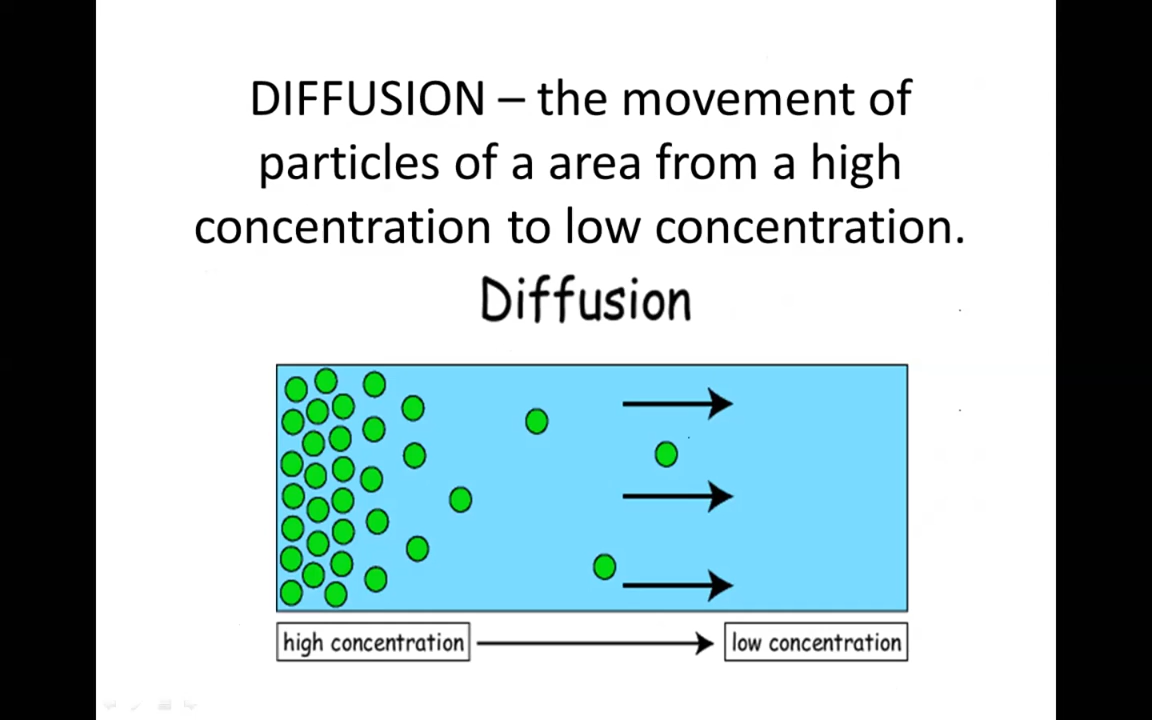 DIFFUSION – the movement of
particles of a area from a high
concentration to low concentration.
Diffusion
high concentration
low concentration